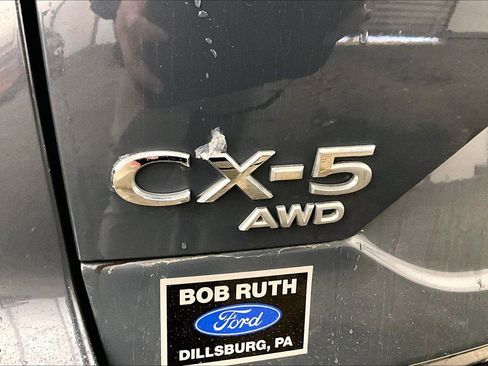 CX-5
AWD
BOB RUTH
Ford
DILLSBURG, PA